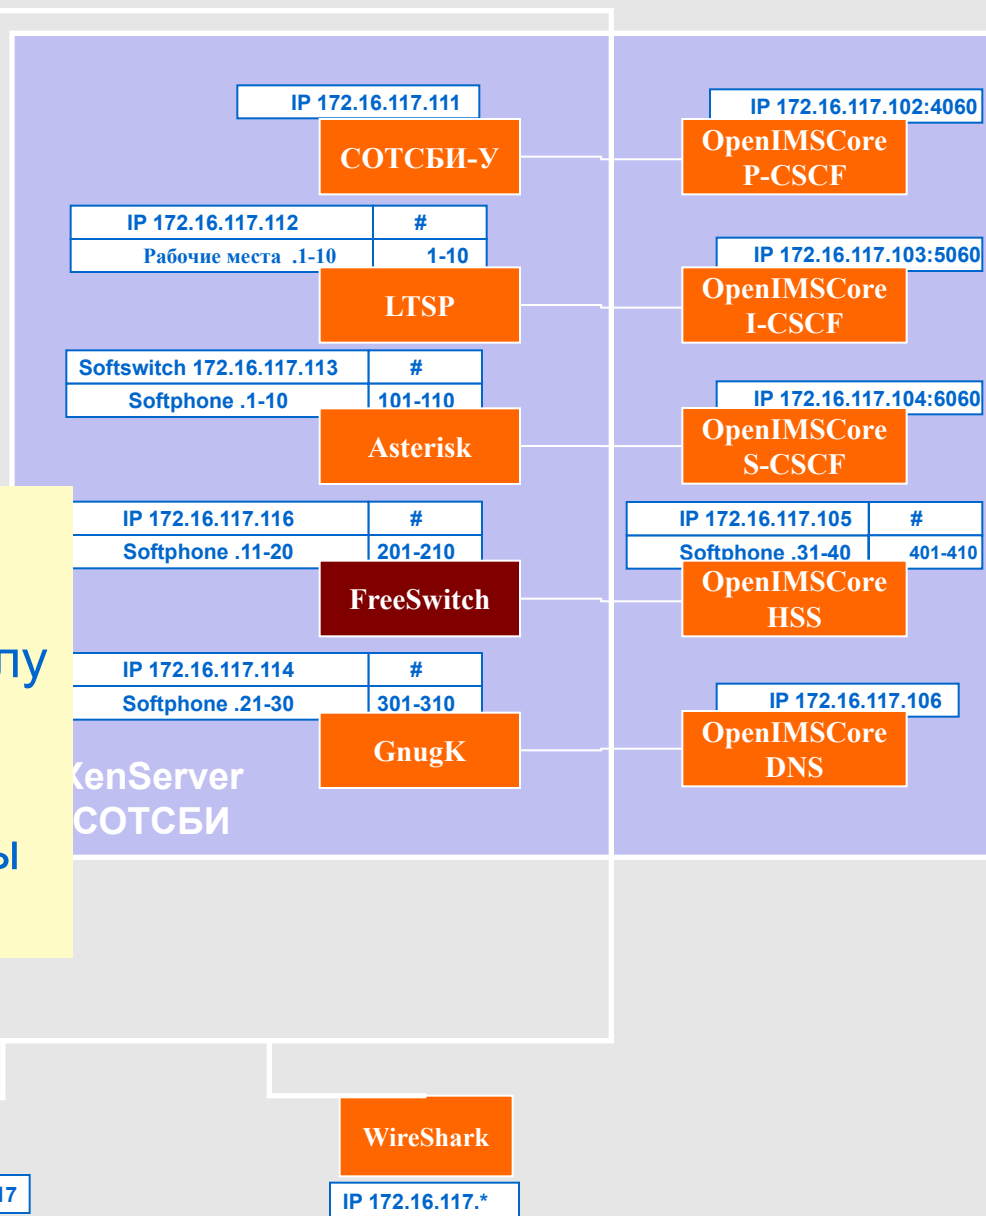 IP 172.16.117.111
СОТСБИ-У
IP 172.16.117.102:4060
OpenIMSCore
P-CSCF
IP 172.16.117.112 #
Рабочие места .1-10 1-10
LTSP
IP 172.16.117.103:5060
OpenIMSCore
I-CSCF
Softswitch 172.16.117.113 #
Softphone .1-10 101-110
Asterisk
IP 172.16.117.104:6060
OpenIMSCore
S-CSCF
IP 172.16.117.116 #
Softphone .11-20 201-210
FreeSwitch
IP 172.16.117.105 #
Softphone .31-40 401-410
OpenIMSCore
HSS
IP 172.16.117.114 #
Softphone .21-30 301-310
GnugK
IP 172.16.117.106
OpenIMSCore
DNS
XenServer
СОТСБИ
WireShark
IP 172.16.117.*
17